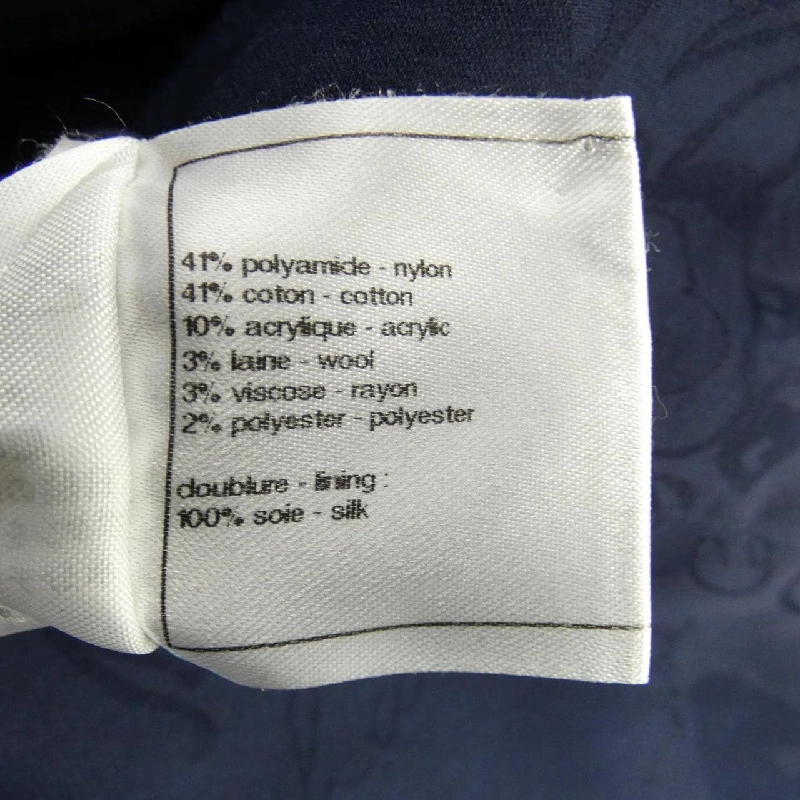 41% polyamide - nylon
41% coton - cotton
10% acrylique - acrylic
3% laine - wool
3% viscose - rayon
2% polyester - polyester
doublure - lining :
100% soie - silk